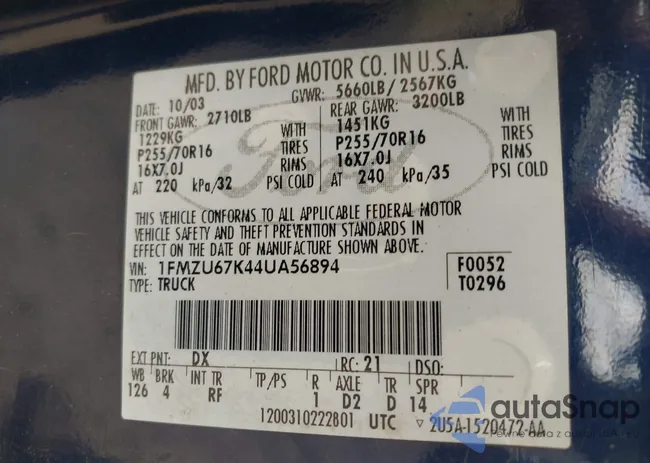 MFD. BY FORD MOTOR CO. IN U.S.A.
DATE: 10/03 GVWR: 5660LB / 2567KG
FRONT GAWR: 2710LB REAR GAWR: 3200LB
1229KG WITH 1451KG WITH
P255/70R16 TIRES P255/70R16 TIRES
16X7.0J RIMS 16X7.0J RIMS
AT 220 kPa/32 PSI COLD AT 240 kPa/35 PSI COLD
Ford
THIS VEHICLE CONFORMS TO ALL APPLICABLE FEDERAL MOTOR
VEHICLE SAFETY AND THEFT PREVENTION STANDARDS IN
EFFECT ON THE DATE OF MANUFACTURE SHOWN ABOVE.
VIN: 1FMZU67K44UA56894 F0052
TYPE: TRUCK T0296
EXT PNT: DX RC: 21 DSO:
WB BRK INT TR TP/PS R AXLE TR SPR
126 4 RF 1 D2 D 14
1200310222801 UTC ▽ 2U5A-1520472-AA
autoSnap